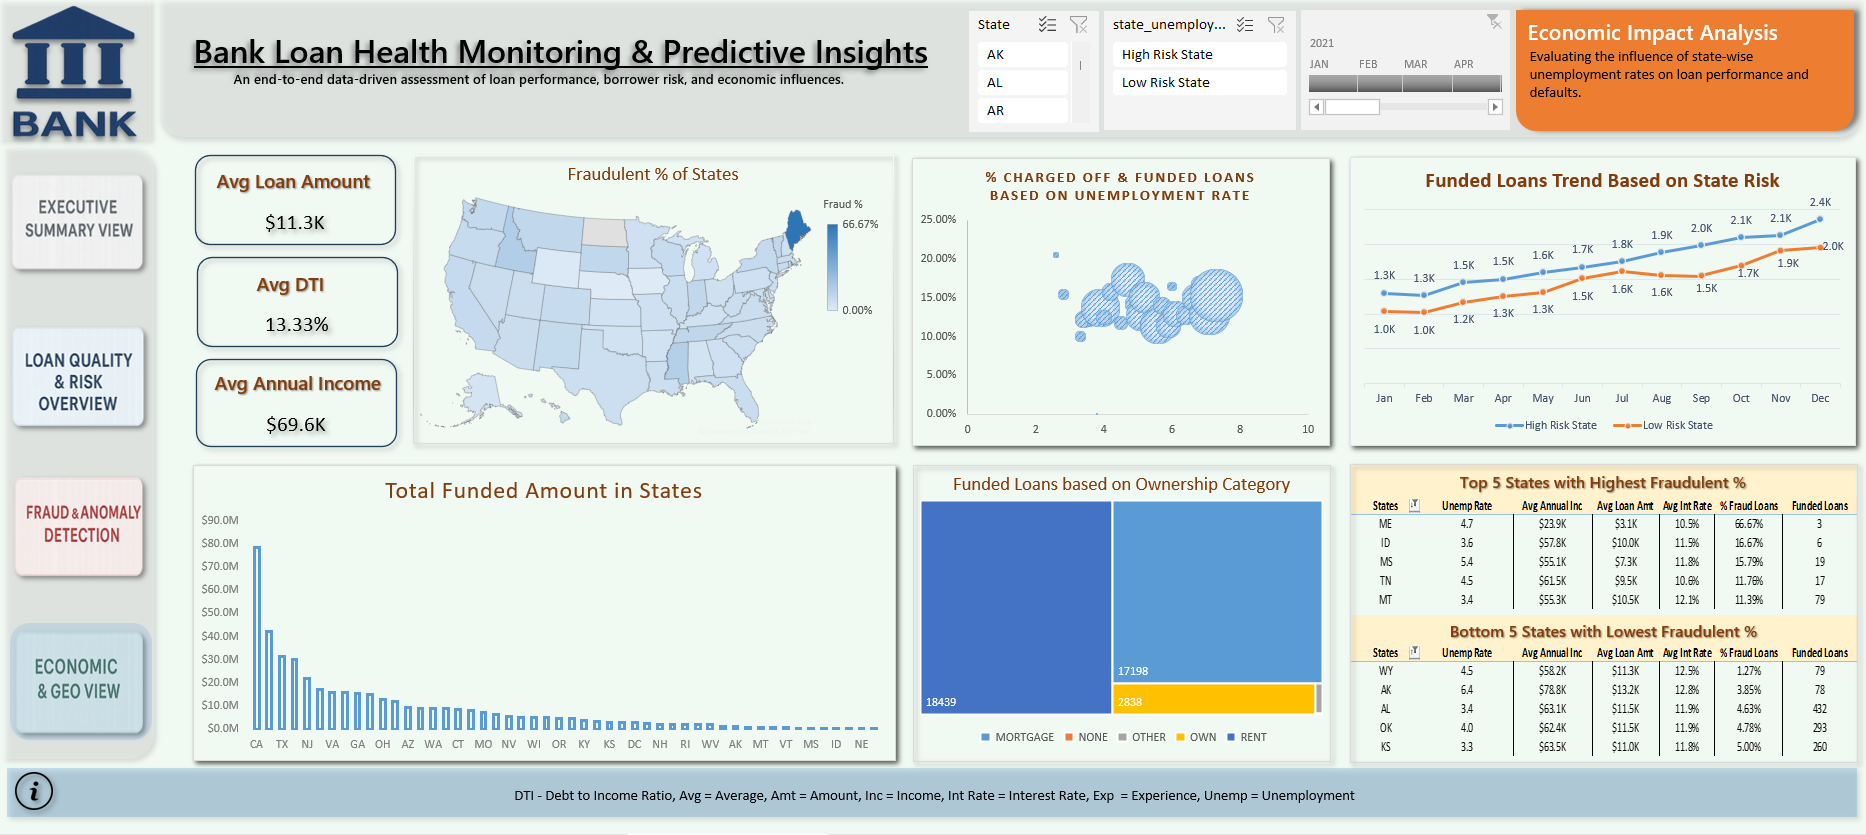 BANK
Bank Loan Health Monitoring & Predictive Insights
An end-to-end data-driven assessment of loan performance, borrower risk, and economic influences.
State
AK
AL
AR
state_unemploy...
High Risk State
Low Risk State
2021
JAN FEB MAR APR
Economic Impact Analysis
Evaluating the influence of state-wise
unemployment rates on loan performance and
defaults.
EXECUTIVE
SUMMARY VIEW
LOAN QUALITY
& RISK
OVERVIEW
FRAUD & ANOMALY
DETECTION
ECONOMIC
& GEO VIEW
Avg Loan Amount
$11.3K
Avg DTI
13.33%
Avg Annual Income
$69.6K
Fraudulent % of States
Fraud %
66.67%
0.00%
% CHARGED OFF & FUNDED LOANS
BASED ON UNEMPLOYMENT RATE
25.00%
20.00%
15.00%
10.00%
5.00%
0.00%
0 2 4 6 8 10
Funded Loans Trend Based on State Risk
1.3K 1.3K 1.5K 1.5K 1.6K 1.7K 1.8K 1.9K 2.0K 2.1K 2.1K 2.4K
1.0K 1.0K 1.2K 1.3K 1.3K 1.5K 1.6K 1.6K 1.5K 1.7K 1.9K 2.0K
Jan Feb Mar Apr May Jun Jul Aug Sep Oct Nov Dec
High Risk State Low Risk State
Total Funded Amount in States
$90.0M
$80.0M
$70.0M
$60.0M
$50.0M
$40.0M
$30.0M
$20.0M
$10.0M
$0.0M
CA TX NJ VA GA OH AZ WA CT MO NV WI OR KY KS DC NH RI WV AK MT VT MS ID NE
Funded Loans based on Ownership Category
18439
17198
2838
MORTGAGE NONE OTHER OWN RENT
Top 5 States with Highest Fraudulent %
States Unemp Rate Avg Annual Inc Avg Loan Amt Avg Int Rate % Fraud Loans Funded Loans
ME 4.7 $23.9K $3.1K 10.5% 66.67% 3
ID 3.6 $57.8K $10.0K 11.5% 16.67% 6
MS 5.4 $55.1K $7.3K 11.8% 15.79% 19
TN 4.5 $61.5K $9.5K 10.6% 11.76% 17
MT 3.4 $55.3K $10.5K 12.1% 11.39% 79
Bottom 5 States with Lowest Fraudulent %
States Unemp Rate Avg Annual Inc Avg Loan Amt Avg Int Rate % Fraud Loans Funded Loans
WY 4.5 $58.2K $11.3K 12.5% 1.27% 79
AK 6.4 $78.8K $13.2K 12.8% 3.85% 78
AL 3.4 $63.1K $11.5K 11.9% 4.63% 432
OK 4.0 $62.4K $11.5K 11.9% 4.78% 293
KS 3.3 $63.5K $11.0K 11.8% 5.00% 260
i
DTI - Debt to Income Ratio, Avg = Average, Amt = Amount, Inc = Income, Int Rate = Interest Rate, Exp = Experience, Unemp = Unemployment